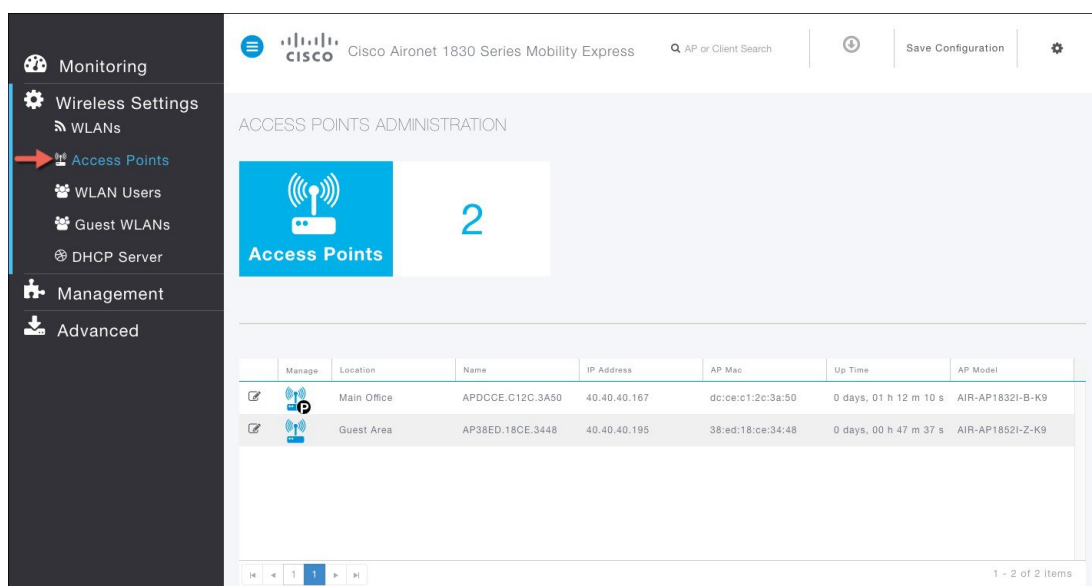 Monitoring
Wireless Settings
WLANs
Access Points
WLAN Users
Guest WLANs
DHCP Server
Management
Advanced
CISCO Cisco Aironet 1830 Series Mobility Express AP or Client Search Save Configuration
ACCESS POINTS ADMINISTRATION
Access Points
2
Manage Location Name IP Address AP Mac Up Time AP Model
P Main Office APDCCE.C12C.3A50 40.40.40.167 dc:ce:c1:2c:3a:50 0 days, 01 h 12 m 10 s AIR-AP1832I-B-K9
Guest Area AP38ED.18CE.3448 40.40.40.195 38:ed:18:ce:34:48 0 days, 00 h 47 m 37 s AIR-AP1852I-Z-K9
1 1 1 - 2 of 2 items